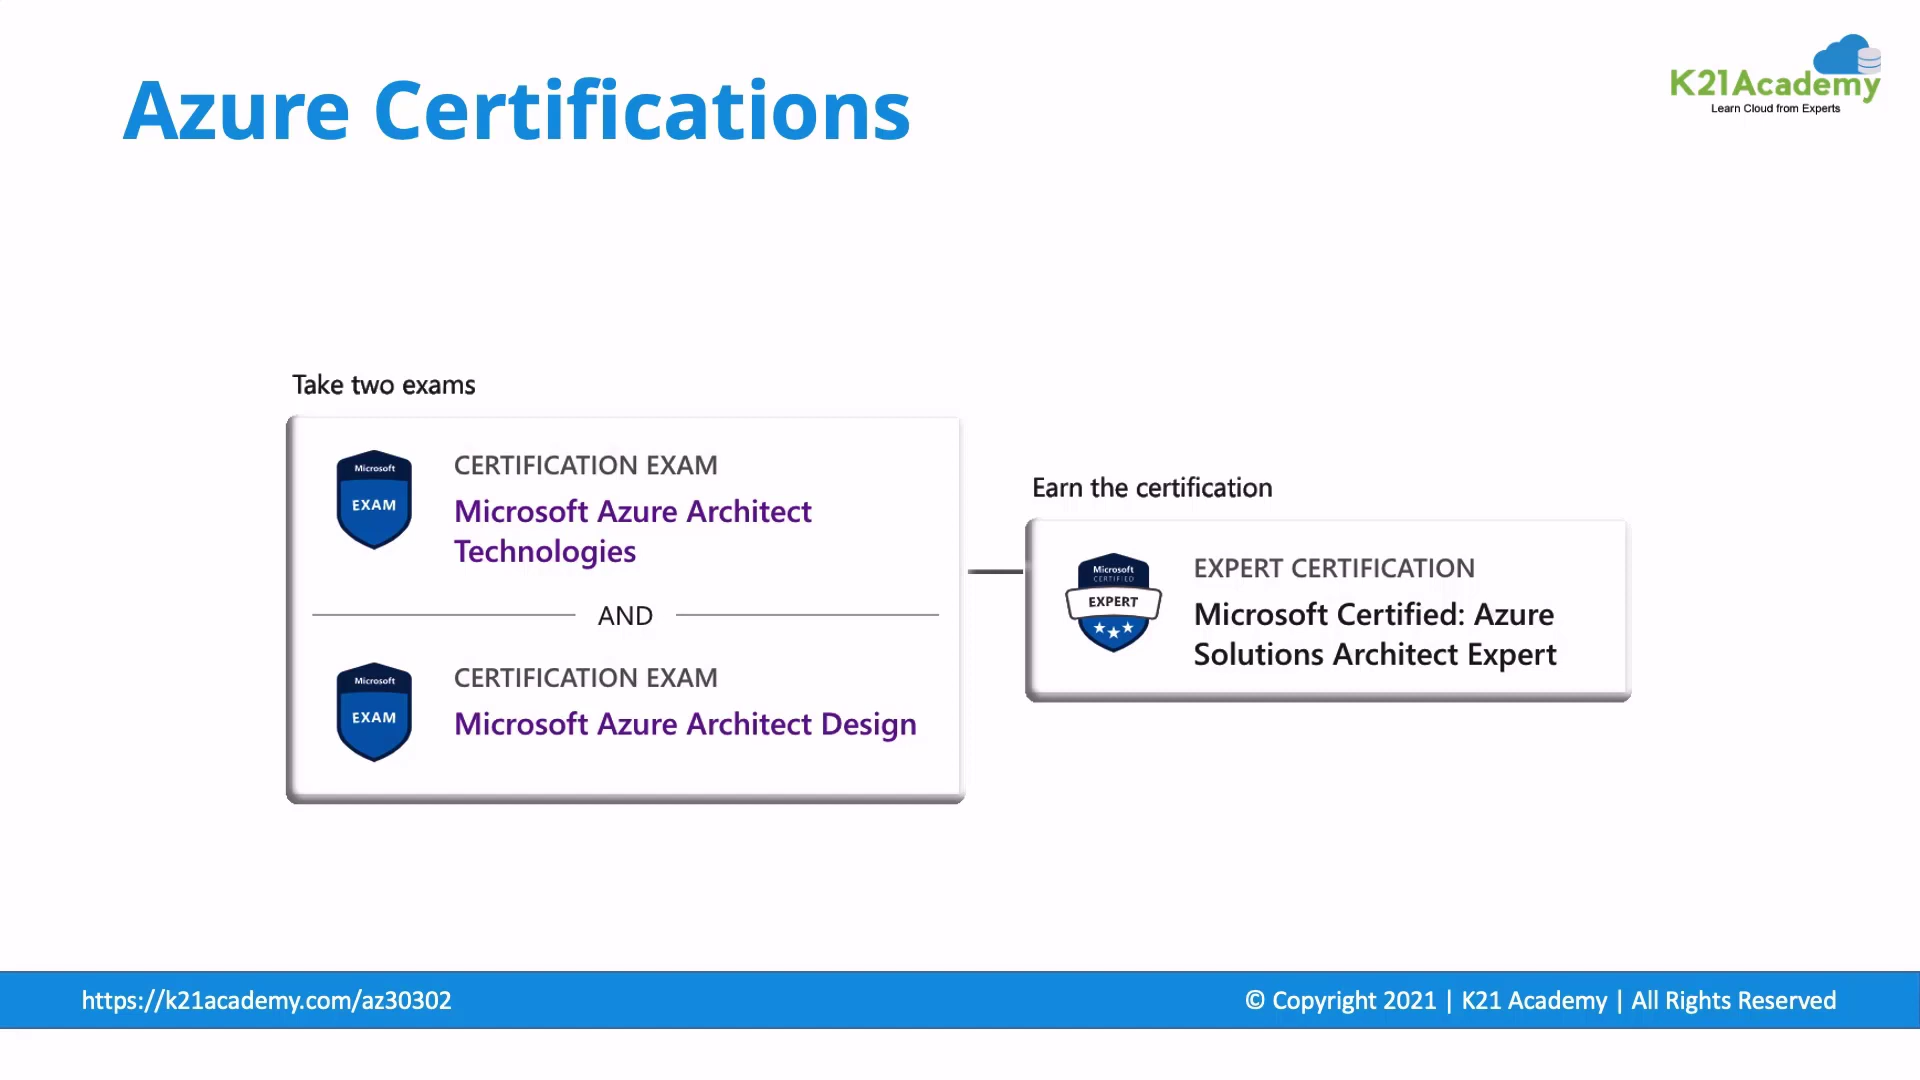 Azure Certifications
K21Academy
Learn Cloud from Experts
Take two exams
Microsoft
EXAM
CERTIFICATION EXAM
Microsoft Azure Architect
Technologies
AND
Microsoft
EXAM
CERTIFICATION EXAM
Microsoft Azure Architect Design
Earn the certification
Microsoft
CERTIFIED
EXPERT
EXPERT CERTIFICATION
Microsoft Certified: Azure
Solutions Architect Expert
https://k21academy.com/az30302
© Copyright 2021 | K21 Academy | All Rights Reserved